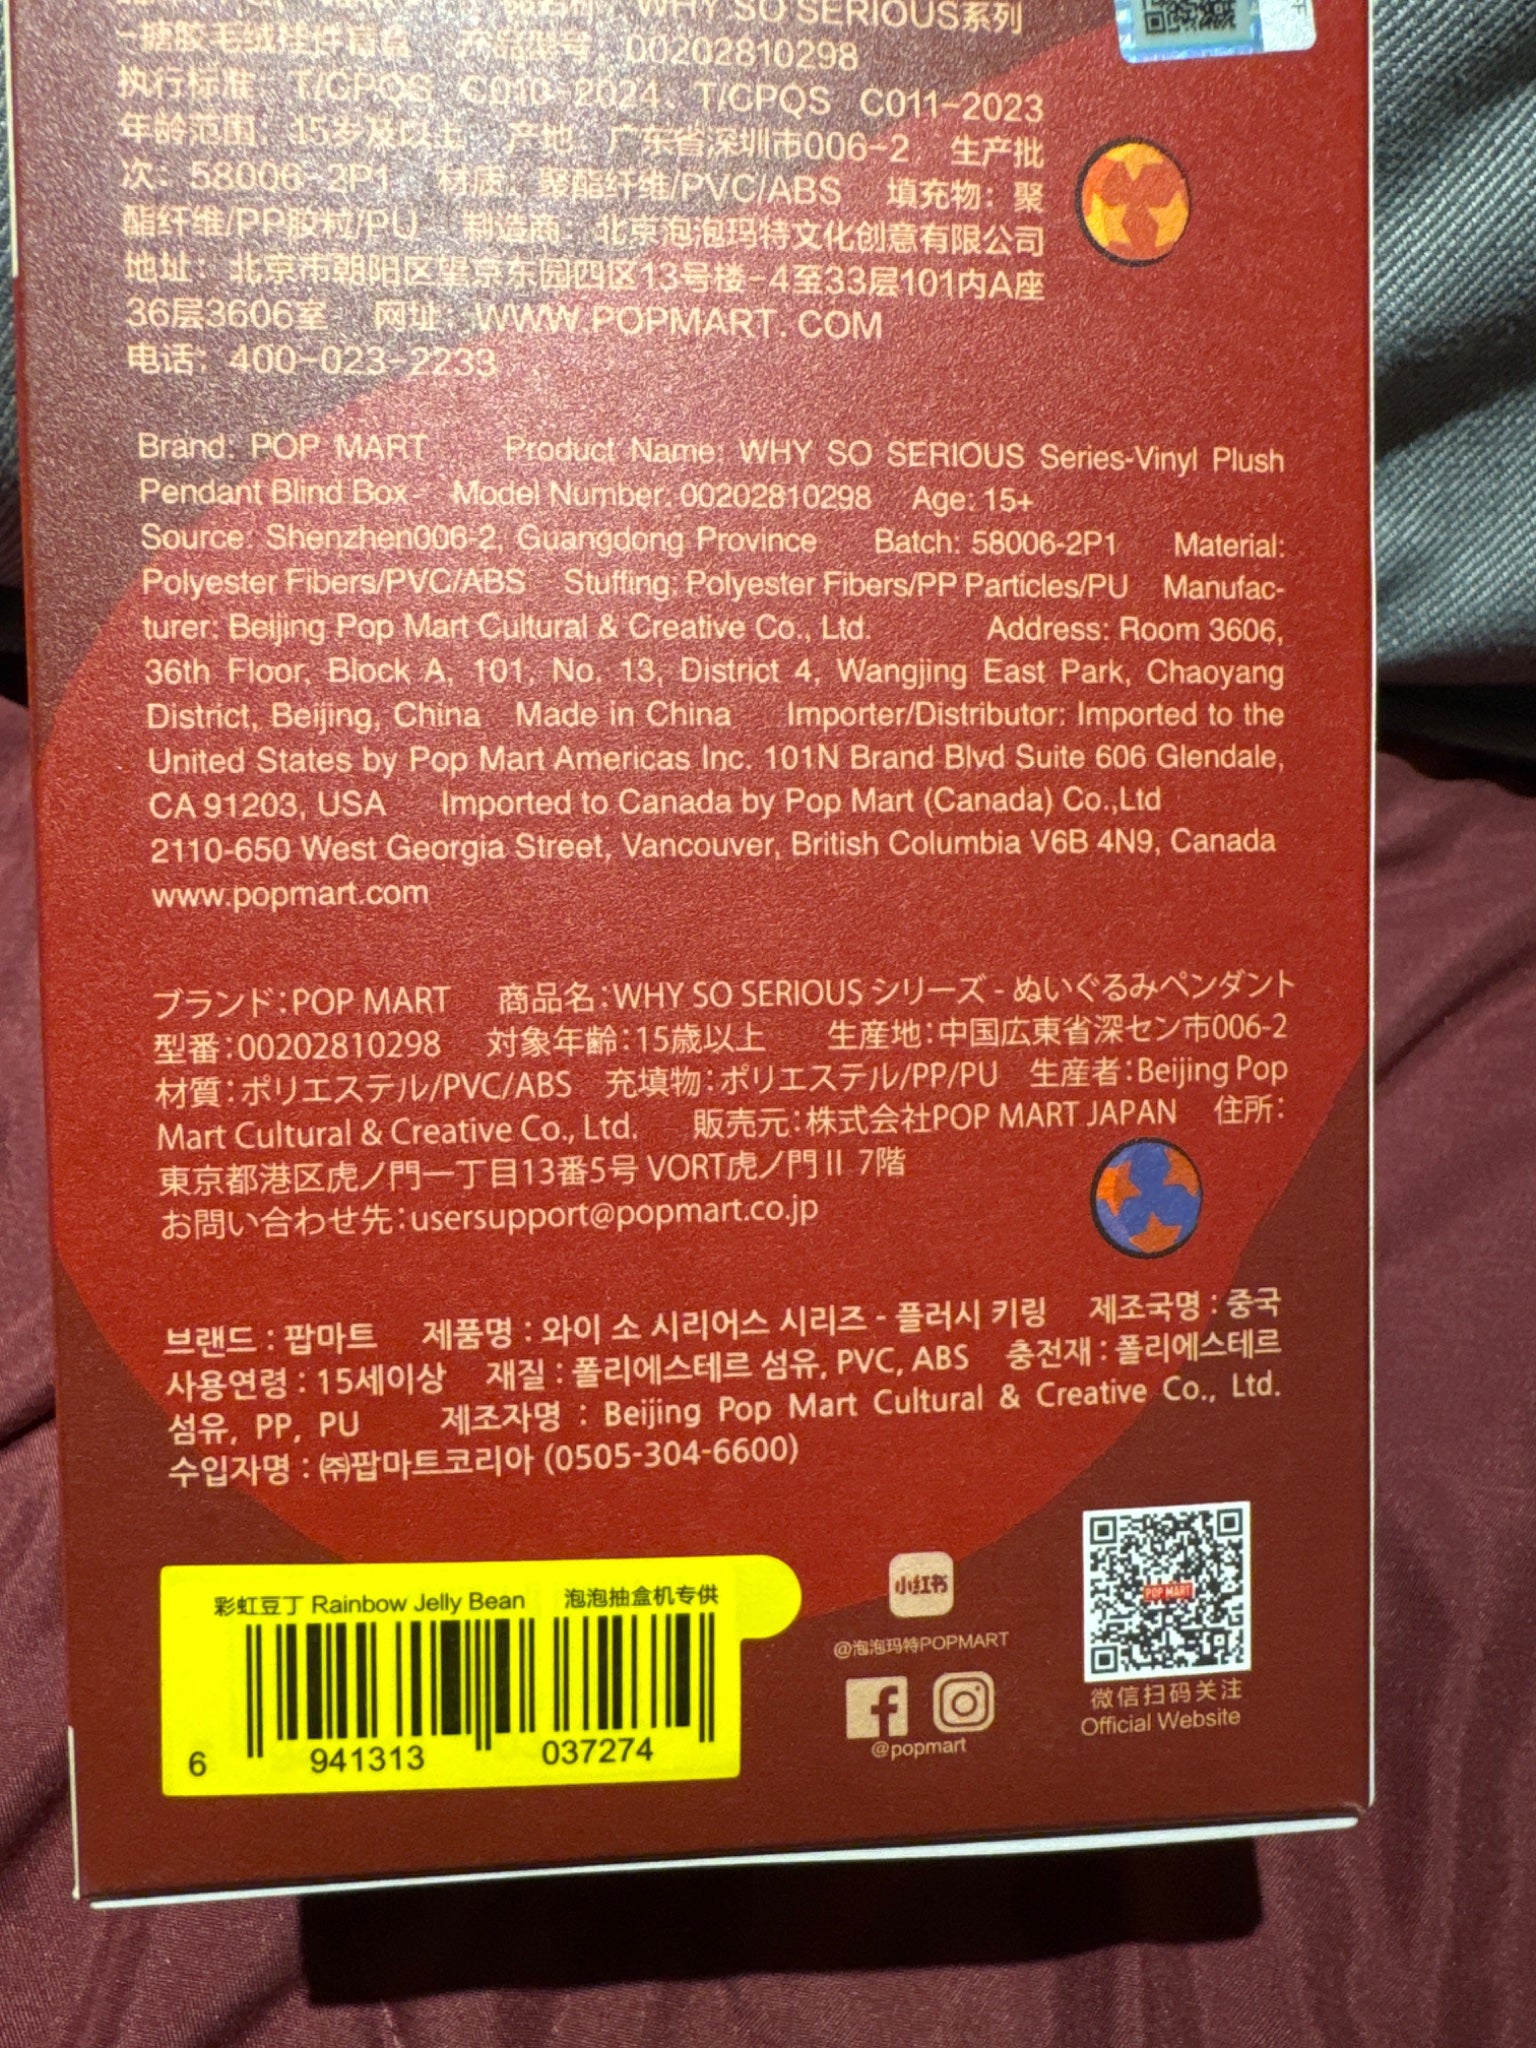 WHY SO SERIOUS系列
-搪胶毛绒挂件盲盒 产品型号：00202810298
执行标准：T/CPQS C010-2024、T/CPQS C011-2023
年龄范围：15岁及以上 产地：广东省深圳市006-2 生产批
次：58006-2P1 材质：聚酯纤维/PVC/ABS 填充物：聚
酯纤维/PP胶粒/PU 制造商：北京泡泡玛特文化创意有限公司
地址：北京市朝阳区望京东园四区13号楼-4至33层101内A座
36层3606室 网址：WWW.POPMART.COM
电话：400-023-2233
Brand: POP MART Product Name: WHY SO SERIOUS Series-Vinyl Plush
Pendant Blind Box Model Number: 00202810298 Age: 15+
Source: Shenzhen006-2, Guangdong Province Batch: 58006-2P1 Material:
Polyester Fibers/PVC/ABS Stuffing: Polyester Fibers/PP Particles/PU Manufac-
turer: Beijing Pop Mart Cultural & Creative Co., Ltd. Address: Room 3606,
36th Floor, Block A, 101, No. 13, District 4, Wangjing East Park, Chaoyang
District, Beijing, China Made in China Importer/Distributor: Imported to the
United States by Pop Mart Americas Inc. 101N Brand Blvd Suite 606 Glendale,
CA 91203, USA Imported to Canada by Pop Mart (Canada) Co.,Ltd
2110-650 West Georgia Street, Vancouver, British Columbia V6B 4N9, Canada
www.popmart.com
ブランド：POP MART 商品名：WHY SO SERIOUS シリーズ - ぬいぐるみペンダント
型番：00202810298 対象年齢：15歳以上 生産地：中国広東省深セン市006-2
材質：ポリエステル/PVC/ABS 充填物：ポリエステル/PP/PU 生産者：Beijing Pop
Mart Cultural & Creative Co., Ltd. 販売元：株式会社POP MART JAPAN 住所：
東京都港区虎ノ門一丁目13番5号 VORT虎ノ門II 7階
お問い合わせ先：usersupport@popmart.co.jp
브랜드 : 팝마트 제품명 : 와이 소 시리어스 시리즈 - 플러시 키링 제조국명 : 중국
사용연령 : 15세이상 재질 : 폴리에스테르 섬유, PVC, ABS 충전재 : 폴리에스테르
섬유, PP, PU 제조자명 : Beijing Pop Mart Cultural & Creative Co., Ltd.
수입자명 : ㈜팝마트코리아 (0505-304-6600)
彩虹豆丁 Rainbow Jelly Bean 泡泡抽盒机专供
6 941313 037274
小红书
@泡泡玛特POPMART
@popmart
POP MART
微信扫码关注
Official Website